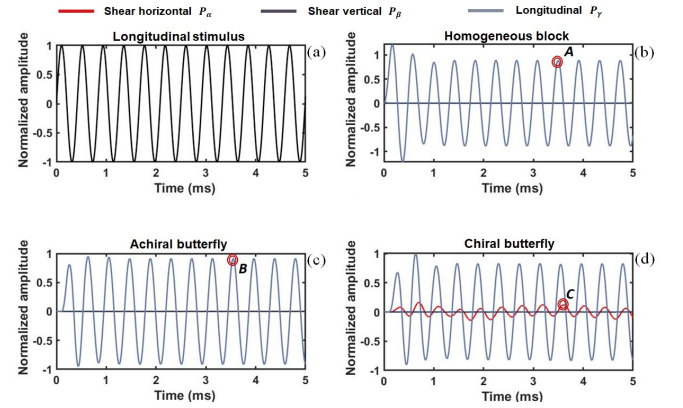 Shear horizontal Pα Shear vertical Pβ Longitudinal Pγ
Longitudinal stimulus (a)
Normalized amplitude
1
0.5
0
-0.5
-1
0 1 2 3 4 5
Time (ms)
Homogeneous block (b)
A
Normalized amplitude
1
0.5
0
-0.5
-1
0 1 2 3 4 5
Time (ms)
Achiral butterfly (c)
B
Normalized amplitude
1
0.5
0
-0.5
-1
0 1 2 3 4 5
Time (ms)
Chiral butterfly (d)
C
Normalized amplitude
1
0.5
0
-0.5
-1
0 1 2 3 4 5
Time (ms)